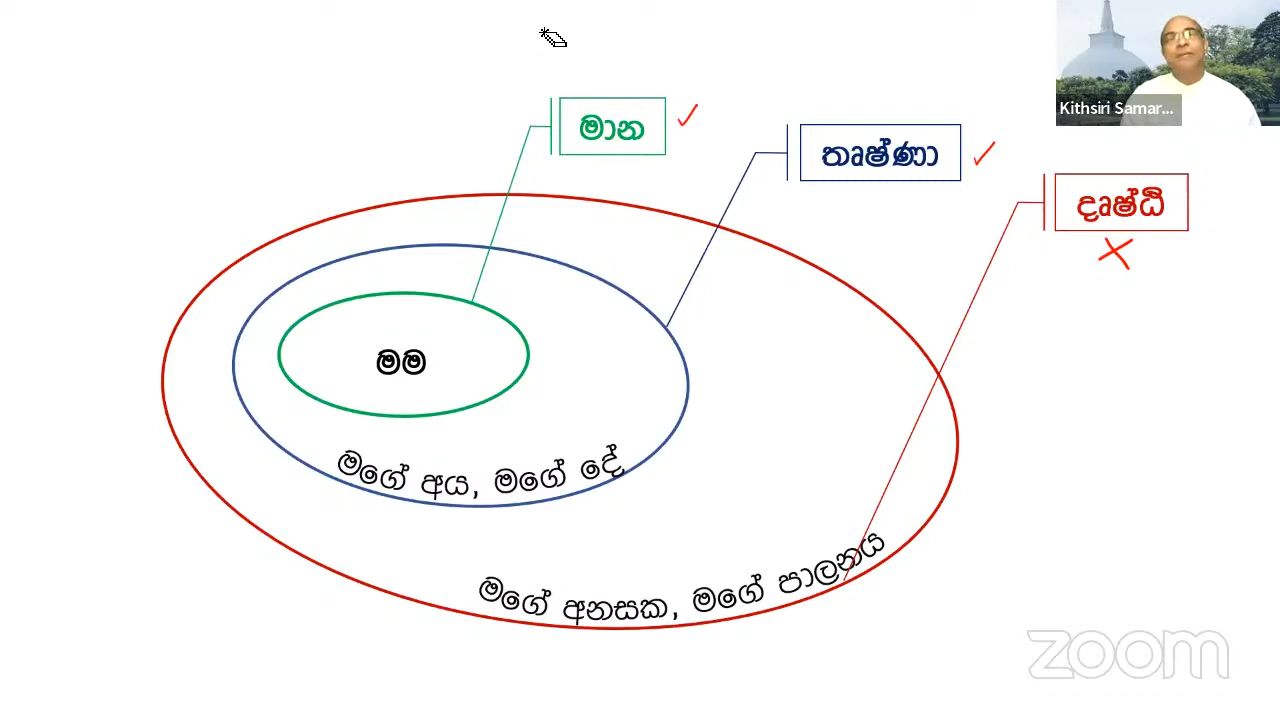 Kithsiri Samar...
මාන
තෘෂ්ණා
දෘෂ්ඨි
මම
මගේ අය, මගේ දේ
මගේ අනසක, මගේ පාලනය
zoom